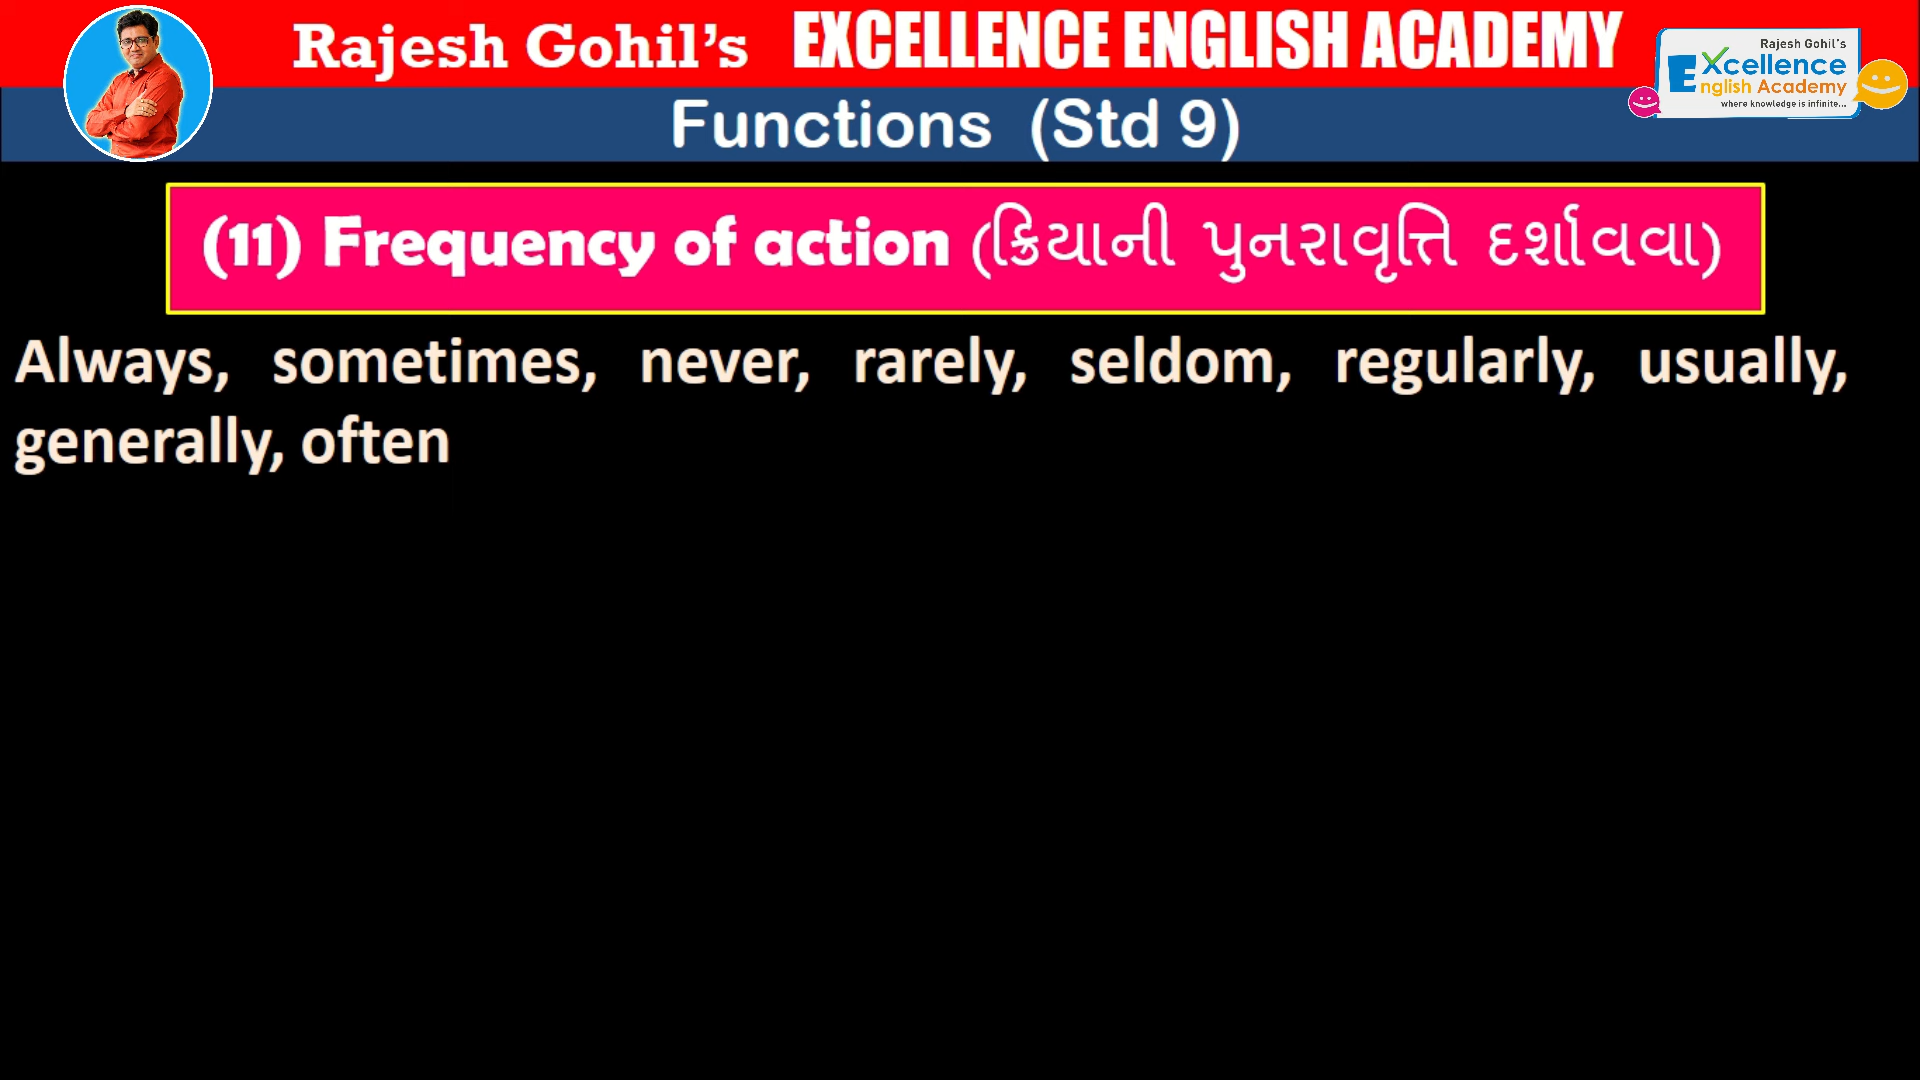 Rajesh Gohil’s EXCELLENCE ENGLISH ACADEMY
Rajesh Gohil's
Excellence
English Academy
where knowledge is infinite...
Functions (Std 9)
(11) Frequency of action (ક્રિયાની પુનરાવૃત્તિ દર્શાવવા)
Always, sometimes, never, rarely, seldom, regularly, usually,
generally, often